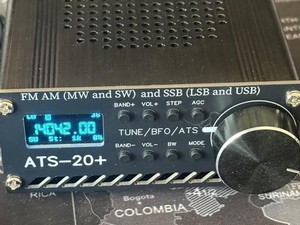 FM AM (MW and SW) and SSB (LSB and USB)
BAND+ VOL+ STEP AGC
14042.00
TUNE/BFO/ATS
BAND- VOL- BW MODE
ATS-20+
Bogota
COLOMBIA